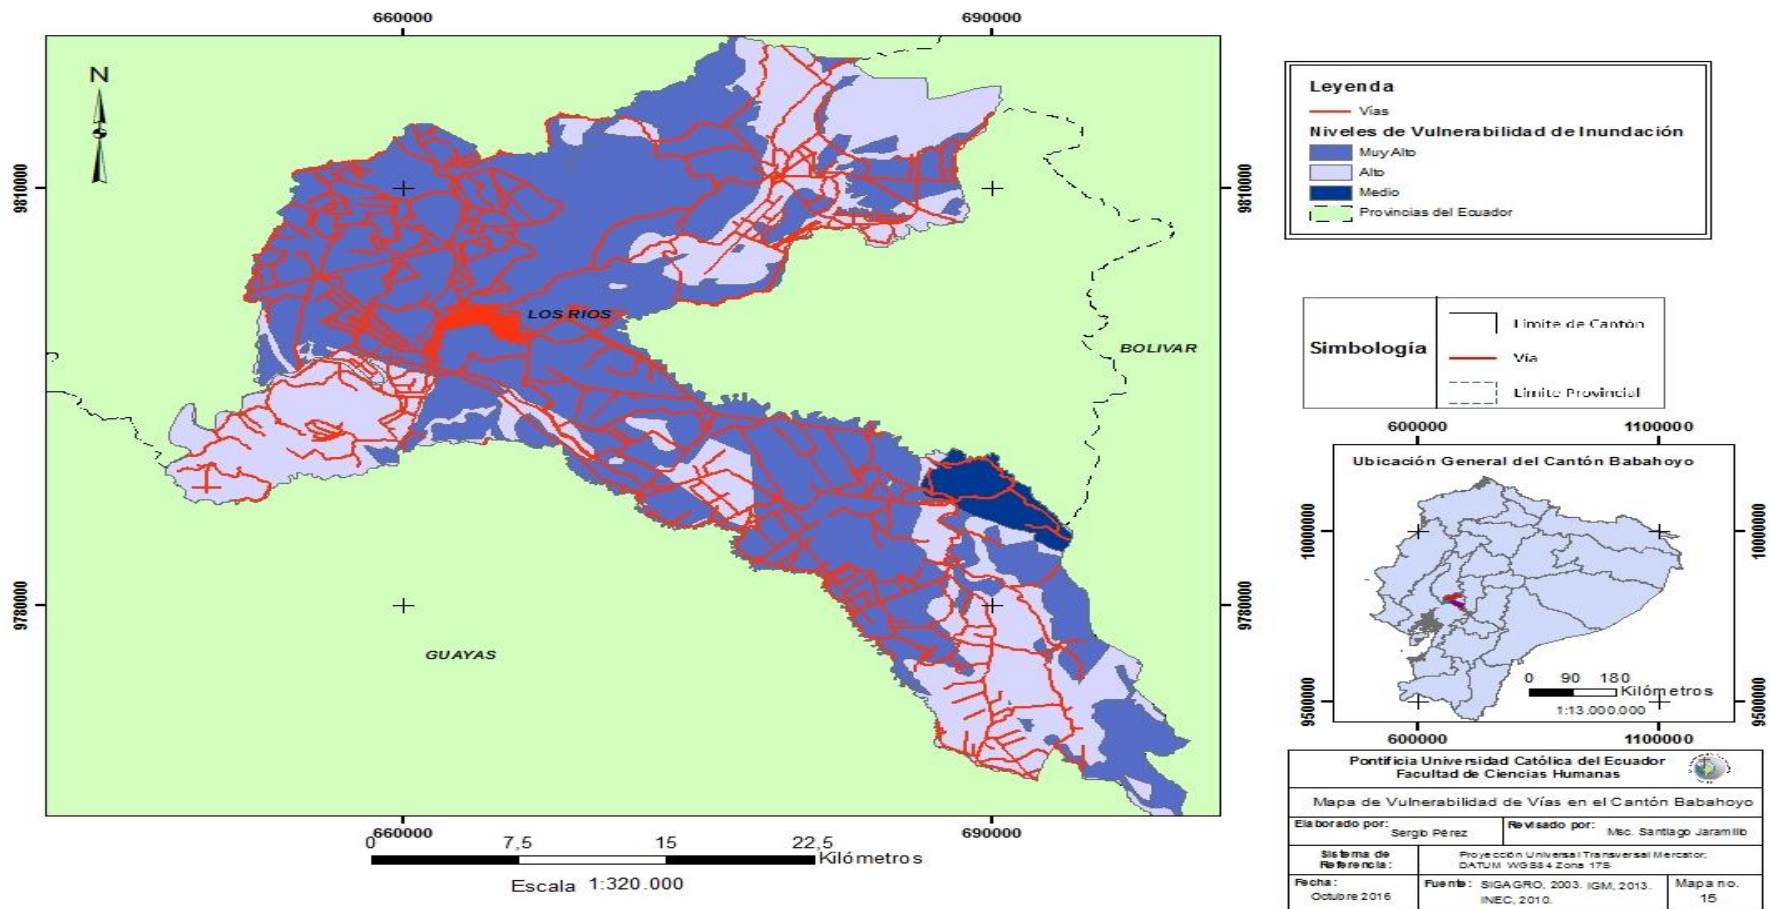 660000
690000
N
9810000
9810000
LOS RIOS
BOLIVAR
9780000
9780000
GUAYAS
660000
690000
0
7,5
15
22,5
Kilómetros
Escala 1:320.000
Leyenda
Vías
Niveles de Vulnerabilidad de Inundación
Muy Alto
Alto
Medio
Provincias del Ecuador
Simbología
Límite de Cantón
Vía
Límite Provincial
600000
1100000
Ubicación General del Cantón Babahoyo
10000000
10000000
0 90 180
Kilómetros
1:13.000.000
9500000
9500000
600000
1100000
Pontificia Universidad Católica del Ecuador
Facultad de Ciencias Humanas
Mapa de Vulnerabilidad de Vías en el Cantón Babahoyo
Elaborado por: Sergio Pérez
Revisado por: Msc. Santiago Jaramillo
Sistema de
Referencia:
Proyección Universal Transversal Mercator;
DATUM WGS84 Zona 17S
Fecha:
Octubre 2016
Fuente: SIGAGRO, 2003. IGM, 2013.
INEC, 2010.
Mapa no.
15